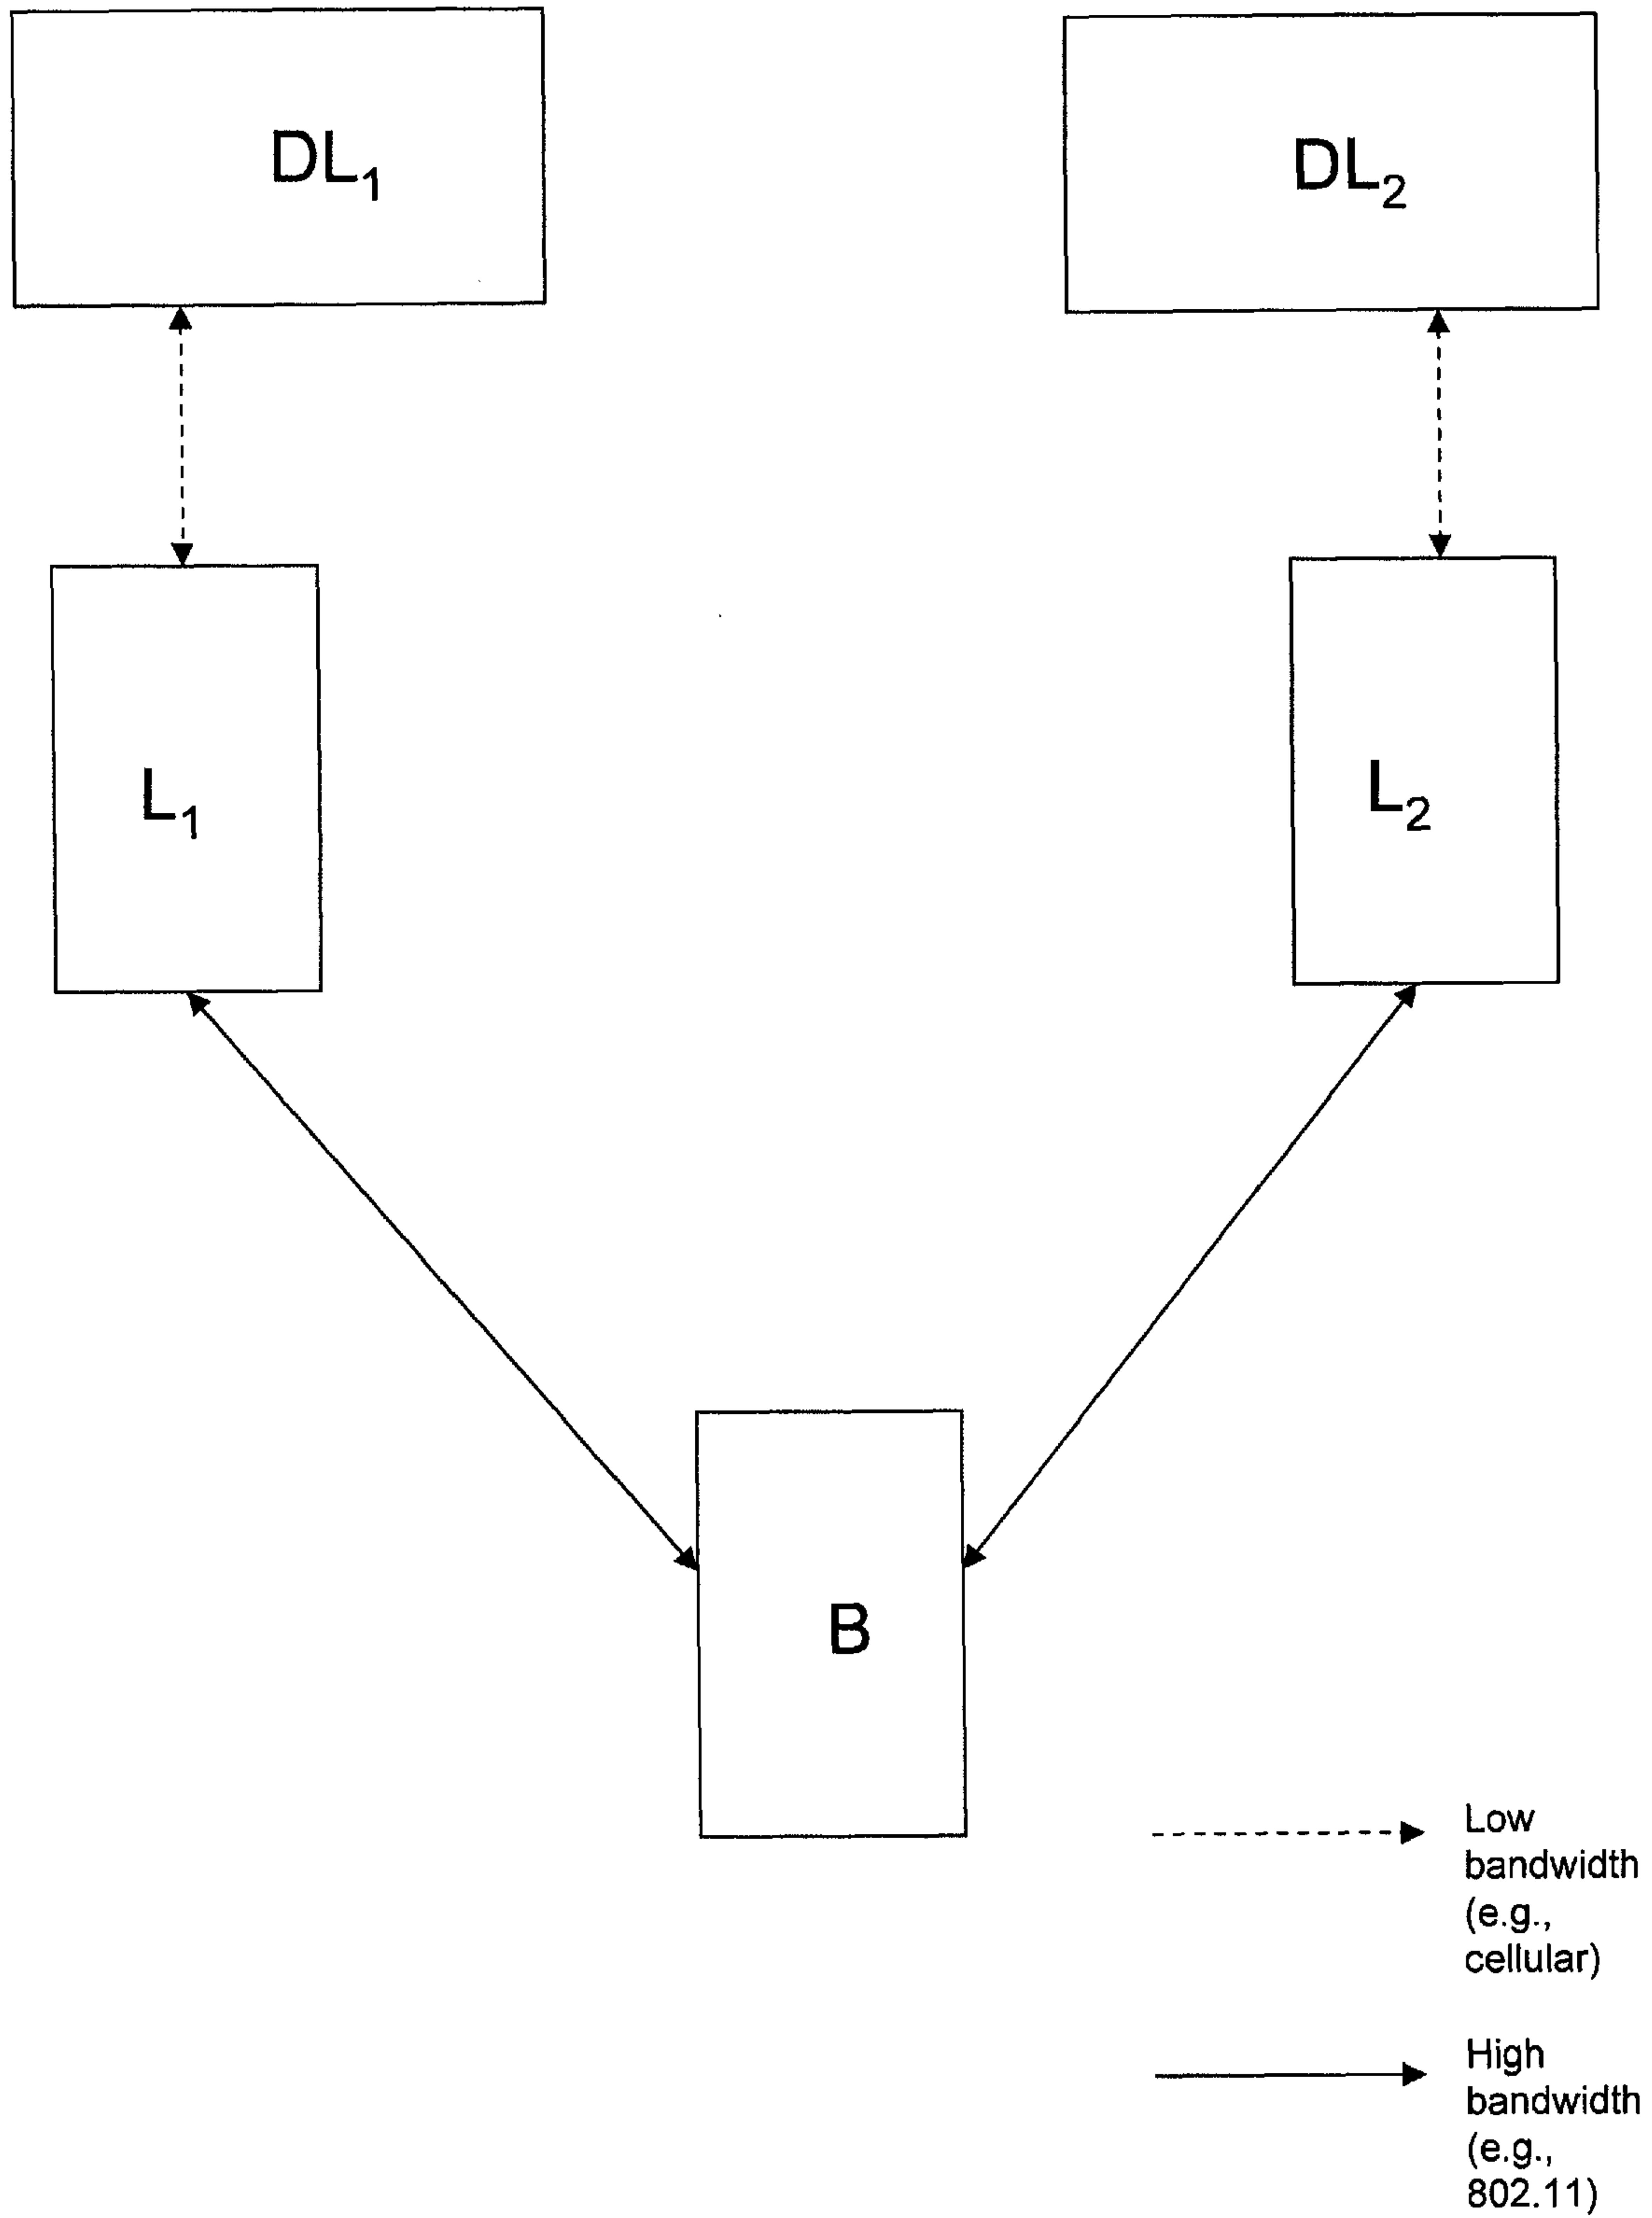 DL₁
DL₂
L₁
L₂
B
Low
bandwidth
(e.g.,
cellular)
High
bandwidth
(e.g.,
802.11)